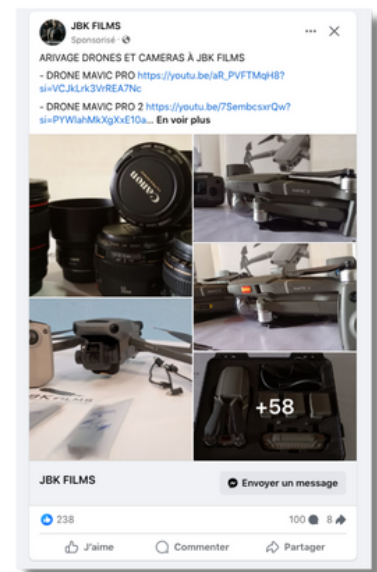 JBK FILMS
Sponsorisé ·
ARIVAGE DRONES ET CAMERAS À JBK FILMS
- DRONE MAVIC PRO https://youtu.be/aR_PVFTMqH8?
si=VCJkLrk3VrREA7Nc
- DRONE MAVIC PRO 2 https://youtu.be/7SembcsxrQw?
si=PYWlahMkXgXxE10a... En voir plus
Canon
+58
JBK FILMS
Envoyer un message
238
100 8
J'aime Commenter Partager